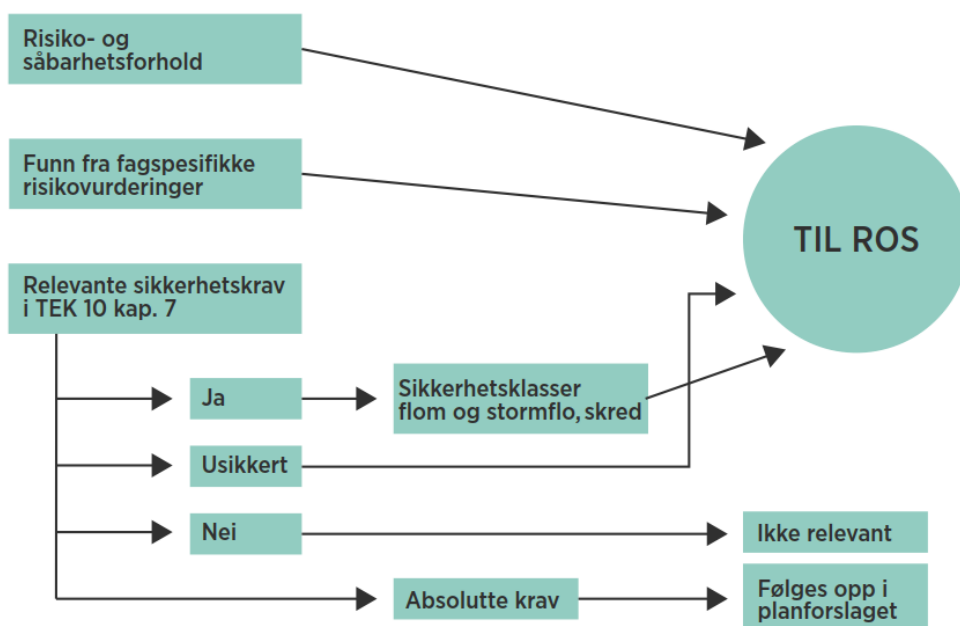 Risiko- og
såbarhetsforhold
Funn fra fagspesifikke
risikovurderinger
TIL ROS
Relevante sikkerhetskrav
i TEK 10 kap. 7
Ja
Sikkerhetsklasser
flom og stormflo, skred
Usikkert
Nei
Ikke relevant
Absolutte krav
Følges opp i
planforslaget